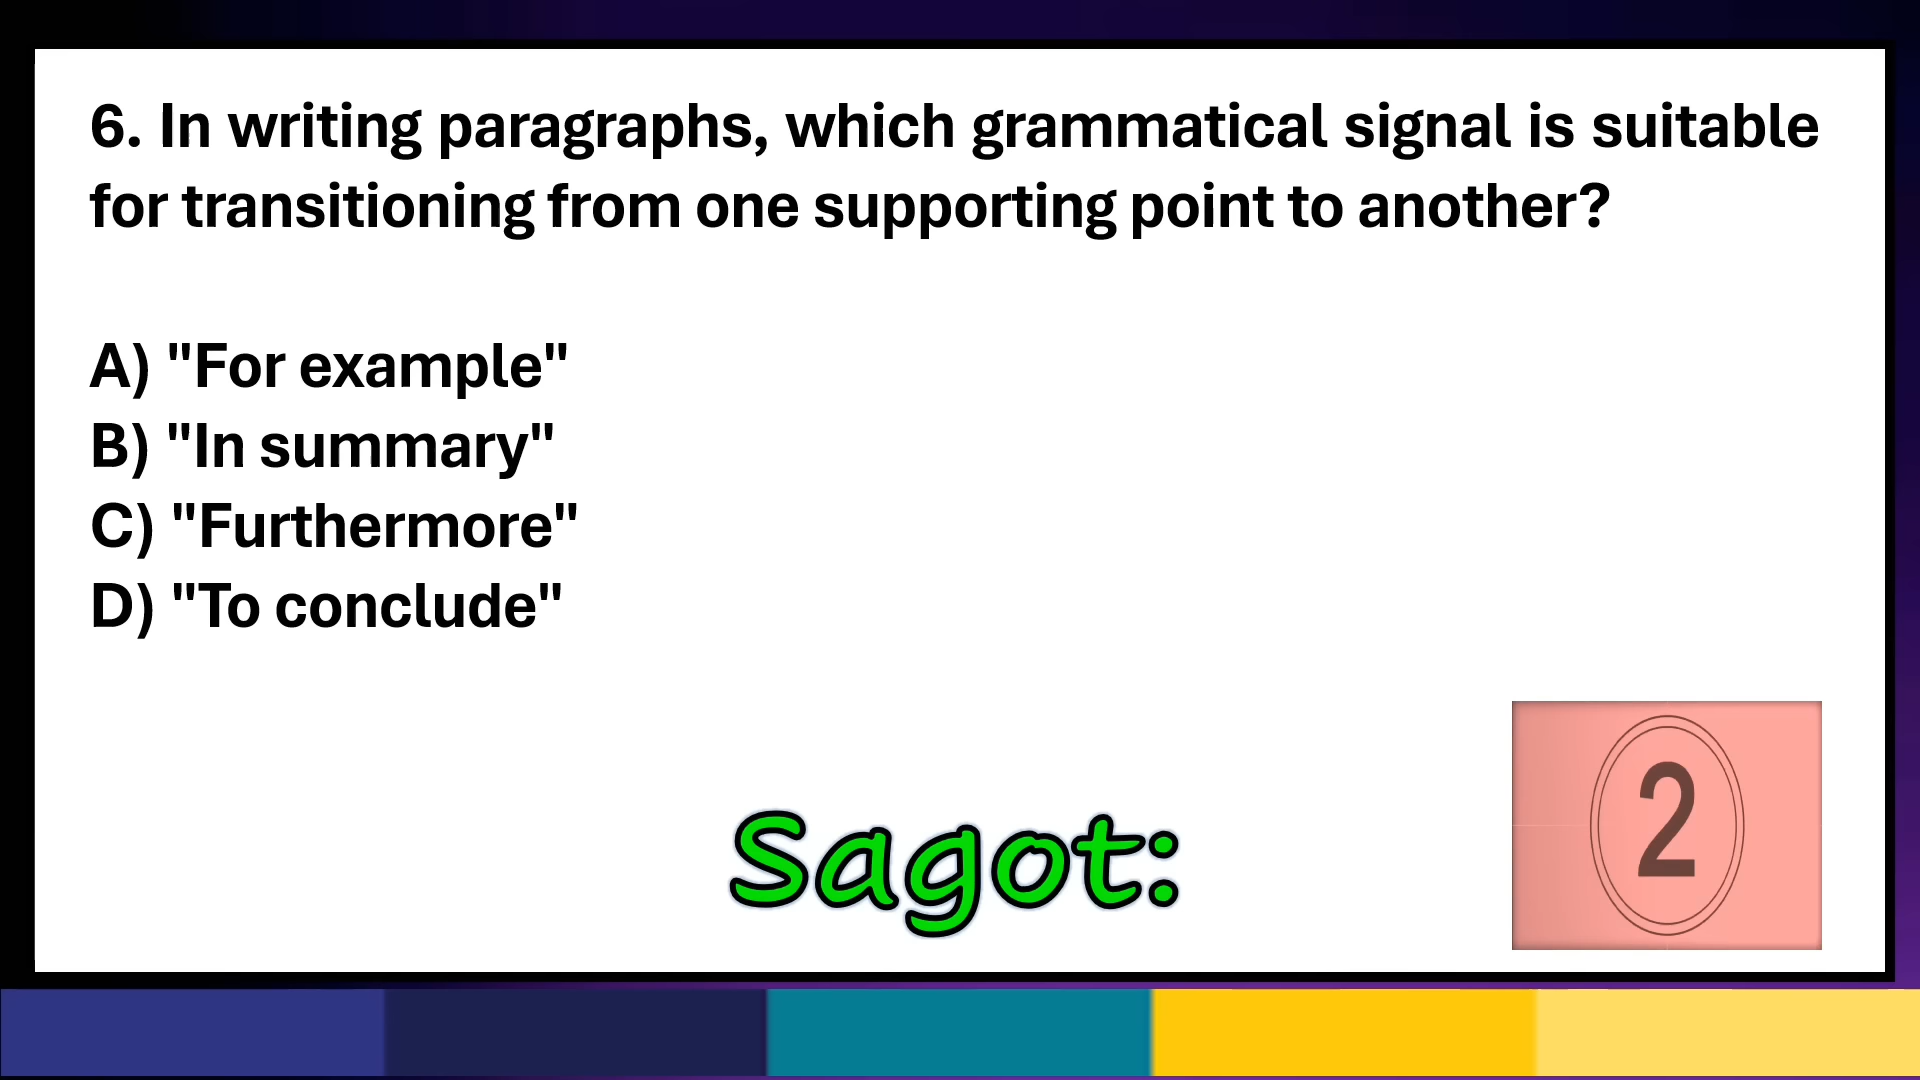 6. In writing paragraphs, which grammatical signal is suitable
for transitioning from one supporting point to another?
A) "For example"
B) "In summary"
C) "Furthermore"
D) "To conclude"
Sagot:
2